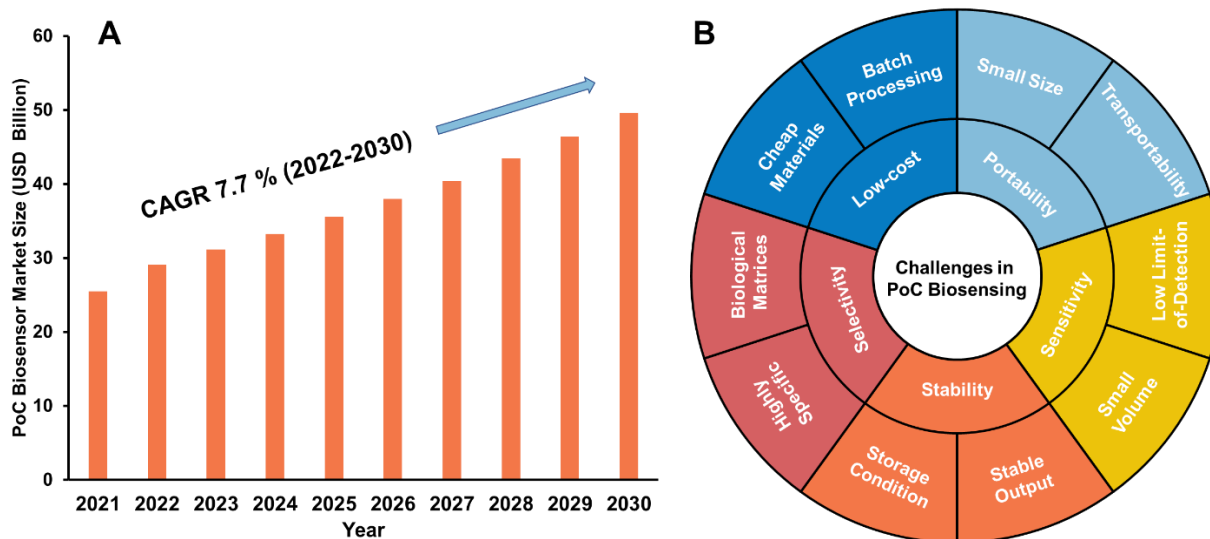 A
PoC Biosensor Market Size (USD Billion)
60
50
40
30
20
10
0
CAGR 7.7 % (2022-2030)
2021 2022 2023 2024 2025 2026 2027 2028 2029 2030
Year
B
Challenges in
PoC Biosensing
Low-cost
Portability
Sensitivity
Stability
Selectivity
Batch
Processing
Small Size
Transportability
Low Limit-
of-Detection
Small
Volume
Stable
Output
Storage
Condition
Highly
Specific
Biological
Matrices
Cheap
Materials